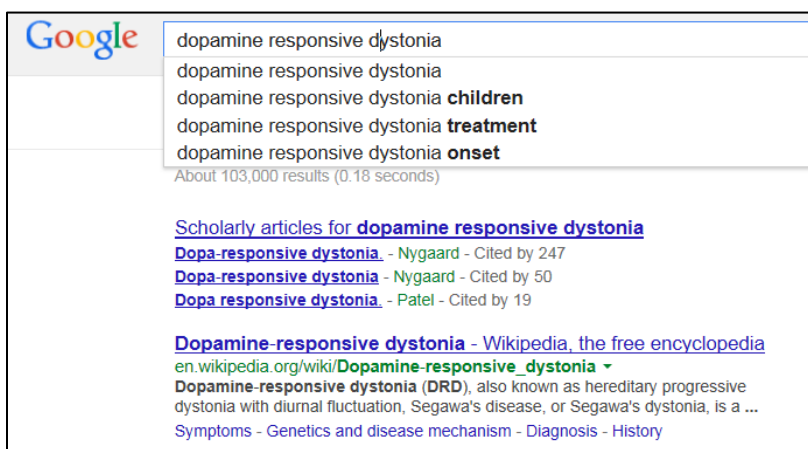 Google
dopamine responsive dystonia
dopamine responsive dystonia
dopamine responsive dystonia children
dopamine responsive dystonia treatment
dopamine responsive dystonia onset
About 103,000 results (0.18 seconds)
Scholarly articles for dopamine responsive dystonia
Dopa-responsive dystonia. - Nygaard - Cited by 247
Dopa-responsive dystonia - Nygaard - Cited by 50
Dopa responsive dystonia. - Patel - Cited by 19
Dopamine-responsive dystonia - Wikipedia, the free encyclopedia
en.wikipedia.org/wiki/Dopamine-responsive_dystonia
Dopamine-responsive dystonia (DRD), also known as hereditary progressive
dystonia with diurnal fluctuation, Segawa's disease, or Segawa's dystonia, is a ...
Symptoms - Genetics and disease mechanism - Diagnosis - History